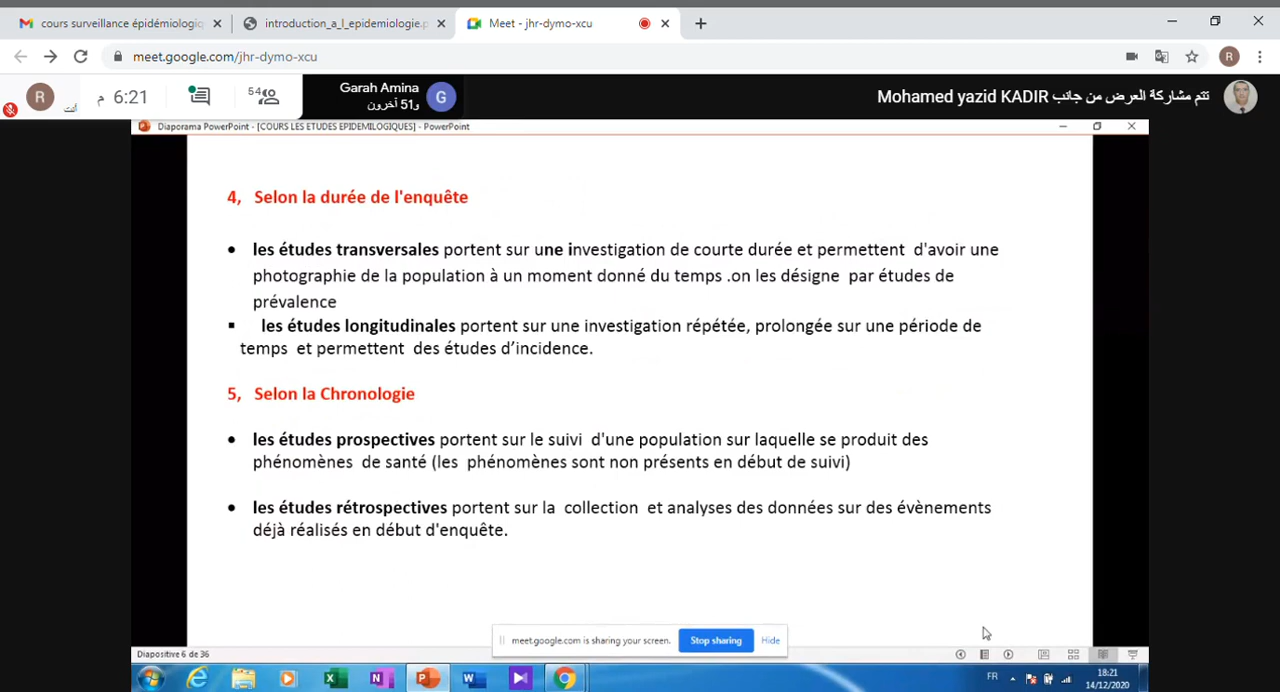 cours surveillance épidémiologiq
introduction_a_l_epidemiologie.p
Meet - jhr-dymo-xcu
meet.google.com/jhr-dymo-xcu
R
R
أنت
6:21 م
54
Garah Amina
و51 آخرون
G
تتم مشاركة العرض من جانب Mohamed yazid KADIR
Diaporama PowerPoint - [COURS LES ETUDES EPIDEMILOGIQUES] - PowerPoint
4, Selon la durée de l'enquête
• les études transversales portent sur une investigation de courte durée et permettent d'avoir une
photographie de la population à un moment donné du temps .on les désigne par études de
prévalence
▪ les études longitudinales portent sur une investigation répétée, prolongée sur une période de
temps et permettent des études d’incidence.
5, Selon la Chronologie
• les études prospectives portent sur le suivi d'une population sur laquelle se produit des
phénomènes de santé (les phénomènes sont non présents en début de suivi)
• les études rétrospectives portent sur la collection et analyses des données sur des évènements
déjà réalisés en début d'enquête.
meet.google.com is sharing your screen.
Stop sharing
Hide
Diapositive 6 de 36
FR
18:21
14/12/2020